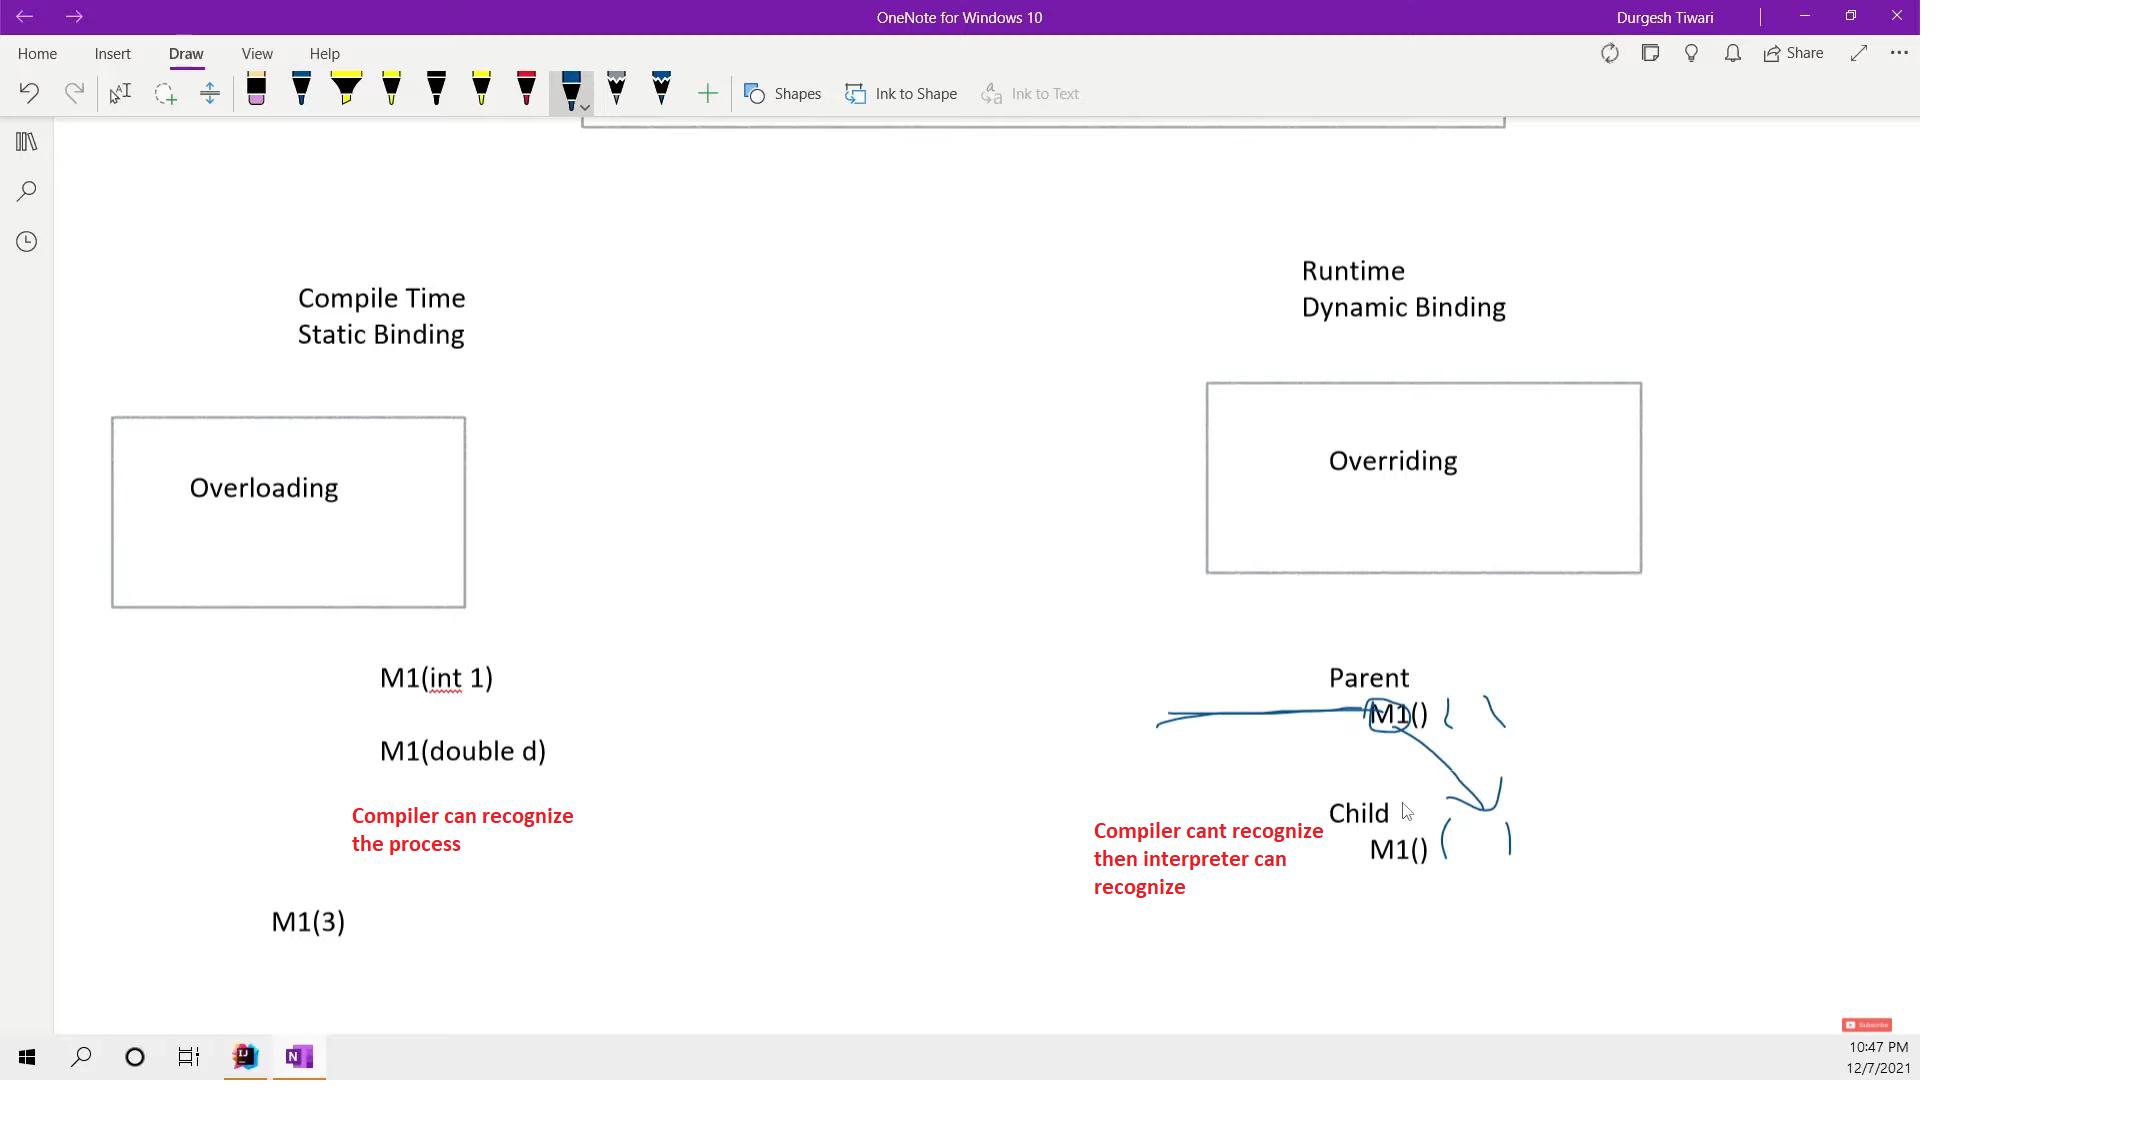 OneNote for Windows 10
Durgesh Tiwari
Home Insert Draw View Help
Share
Shapes Ink to Shape Ink to Text
Compile Time
Static Binding
Overloading
M1(int 1)
M1(double d)
Compiler can recognize
the process
M1(3)
Runtime
Dynamic Binding
Overriding
Parent
M1()
Child
M1()
Compiler cant recognize
then interpreter can
recognize
Subscribe
10:47 PM
12/7/2021